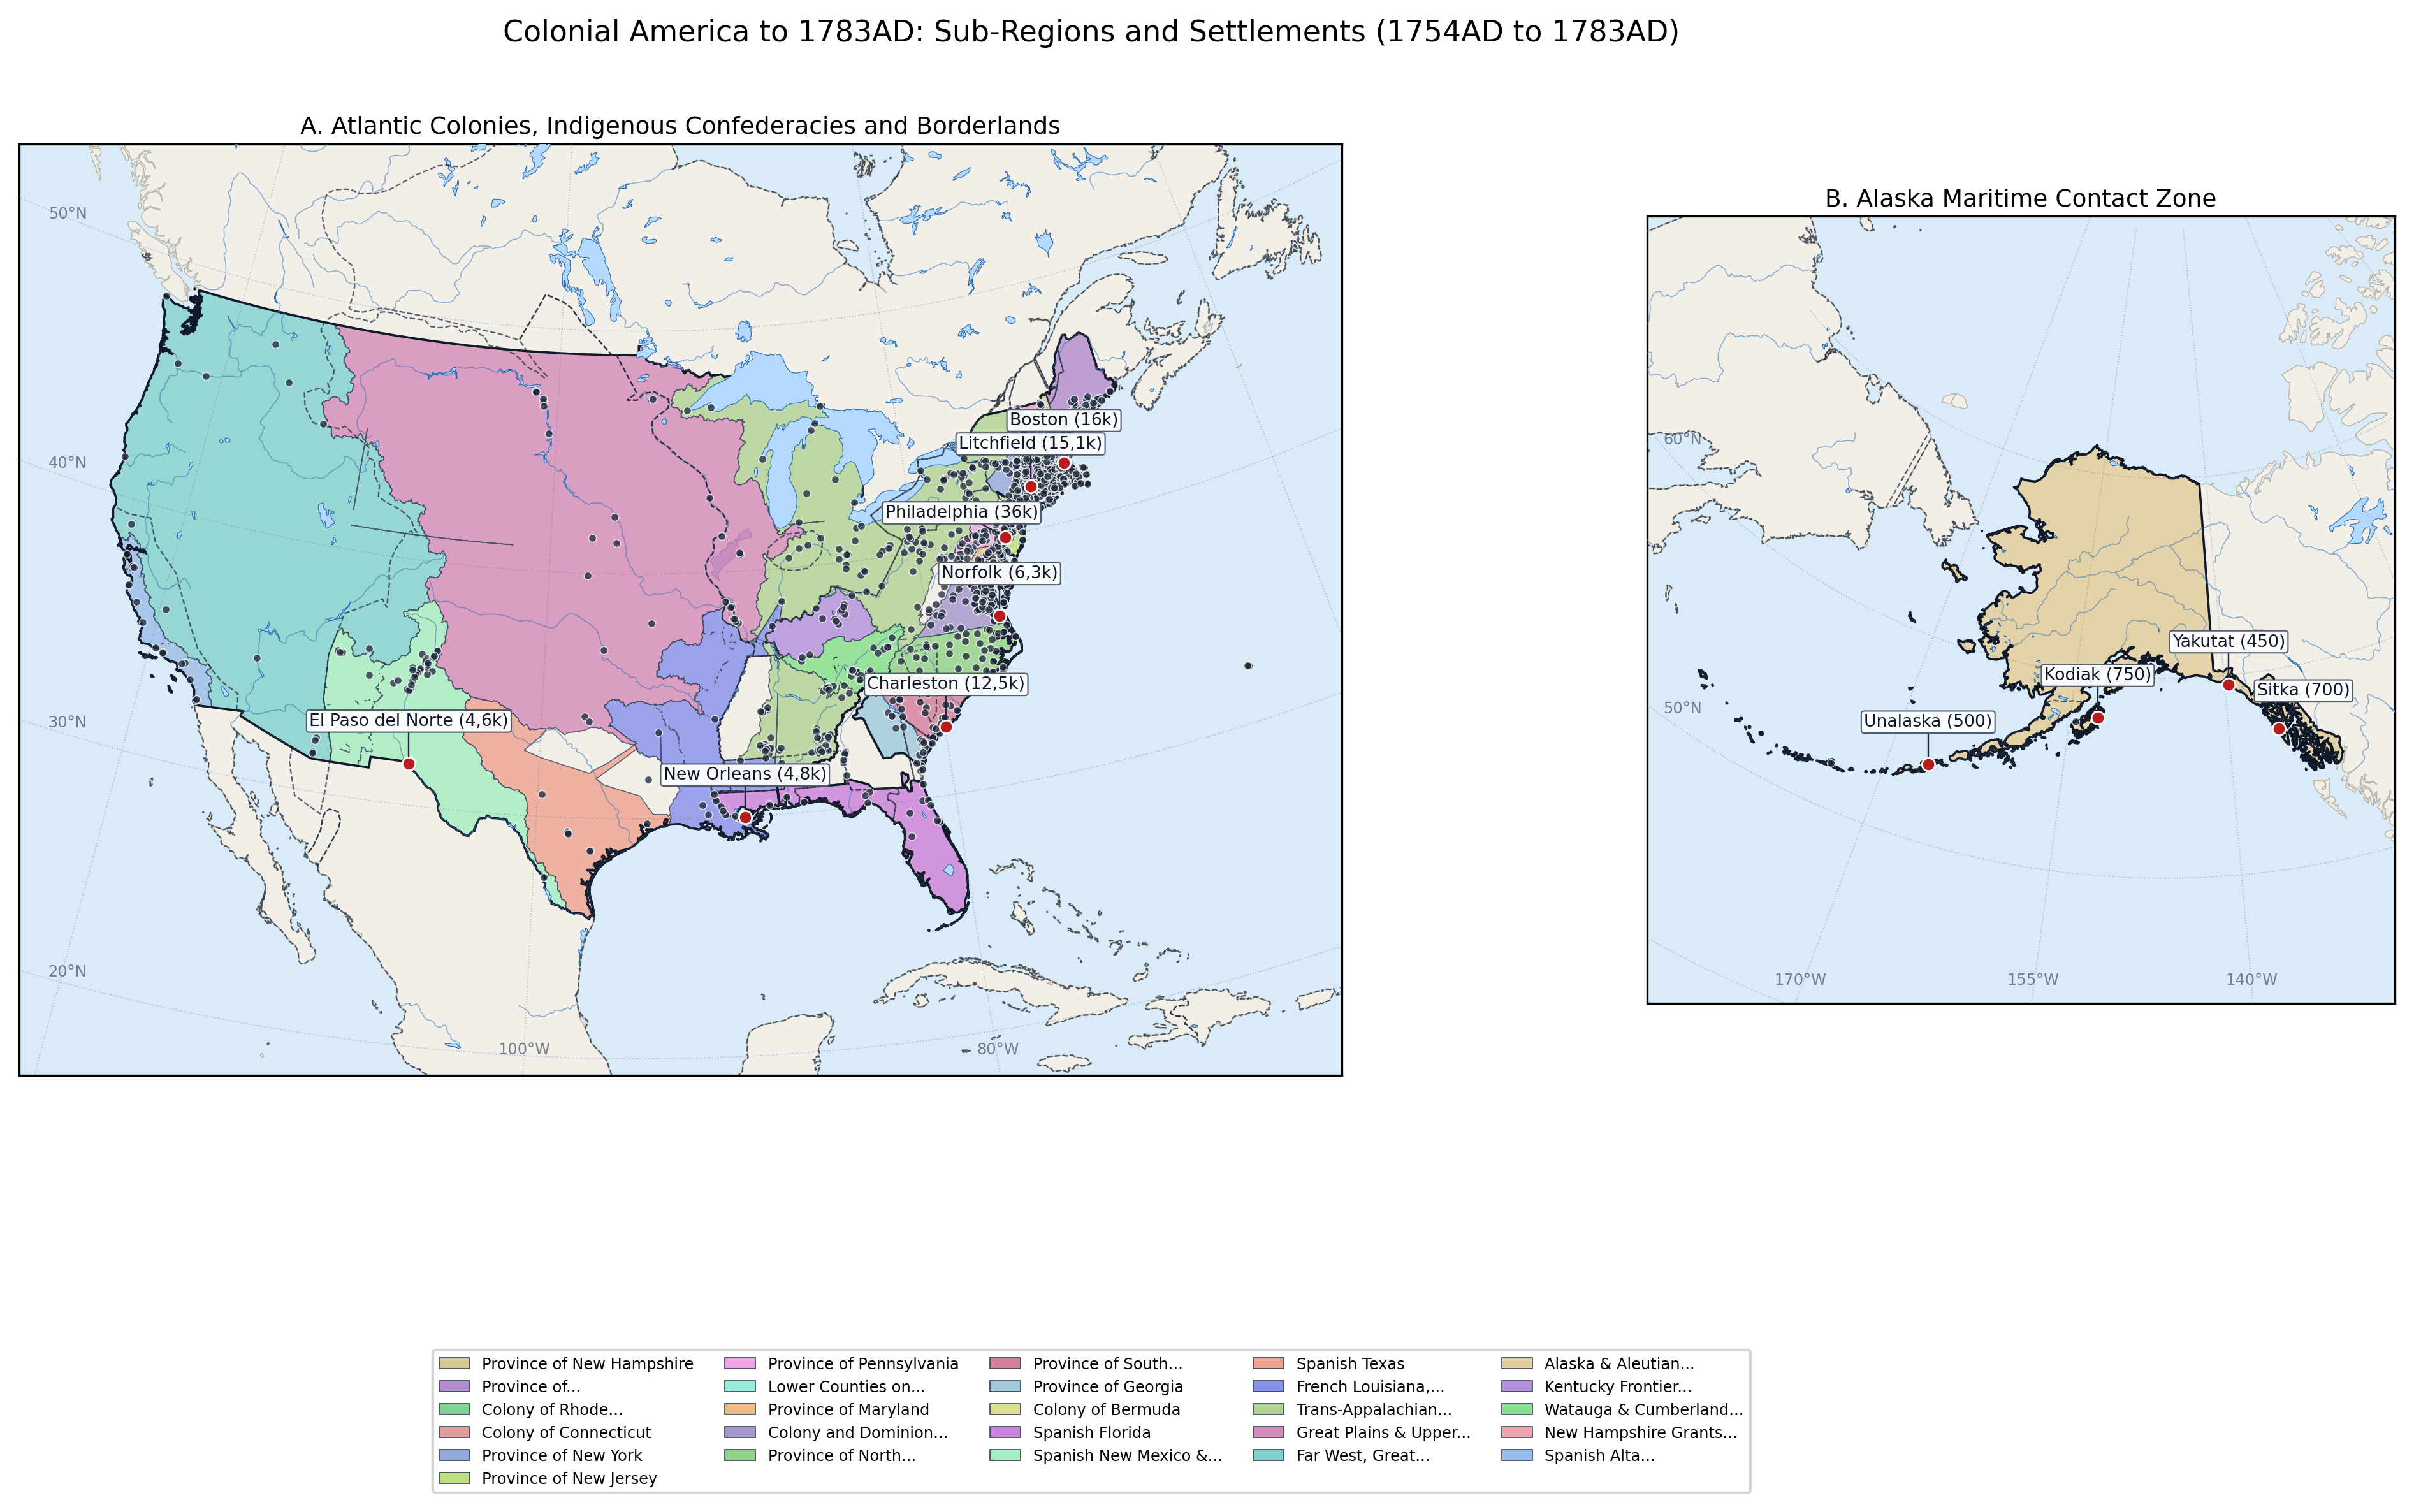 Colonial America to 1783AD: Sub-Regions and Settlements (1754AD to 1783AD)
A. Atlantic Colonies, Indigenous Confederacies and Borderlands
50°N
40°N
30°N
20°N
100°W
80°W
Boston (16k)
Litchfield (15,1k)
Philadelphia (36k)
Norfolk (6,3k)
Charleston (12,5k)
El Paso del Norte (4,6k)
New Orleans (4,8k)
B. Alaska Maritime Contact Zone
60°N
50°N
170°W
155°W
140°W
Yakutat (450)
Kodiak (750)
Sitka (700)
Unalaska (500)
Province of New Hampshire
Province of...
Colony of Rhode...
Colony of Connecticut
Province of New York
Province of New Jersey
Province of Pennsylvania
Lower Counties on...
Province of Maryland
Colony and Dominion...
Province of North...
Province of South...
Province of Georgia
Colony of Bermuda
Spanish Florida
Spanish New Mexico &...
Spanish Texas
French Louisiana,...
Trans-Appalachian...
Great Plains & Upper...
Far West, Great...
Alaska & Aleutian...
Kentucky Frontier...
Watauga & Cumberland...
New Hampshire Grants...
Spanish Alta...